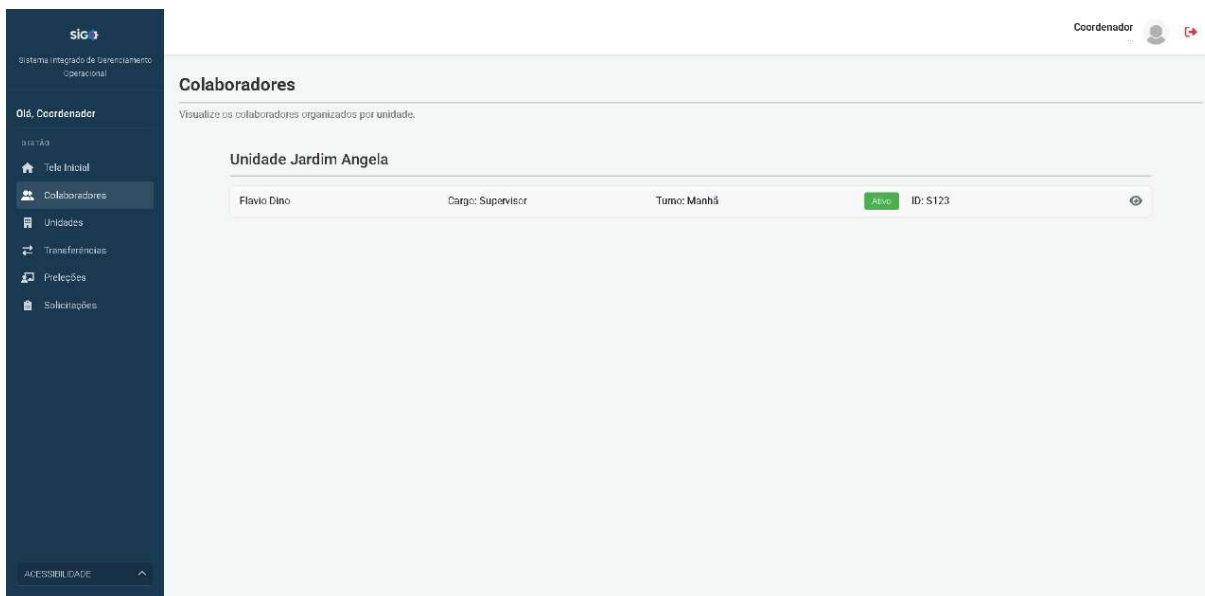 sigo
Coordenador
...
Sistema Integrado de Gerenciamento
Operacional
Colaboradores
Olá, Coordenador
Visualize os colaboradores organizados por unidade.
GESTÃO
Tela Inicial
Colaboradores
Unidades
Transferências
Preleções
Solicitações
Unidade Jardim Angela
Flavio Dino Cargo: Supervisor Turno: Manhã Ativo ID: S123
ACESSIBILIDADE